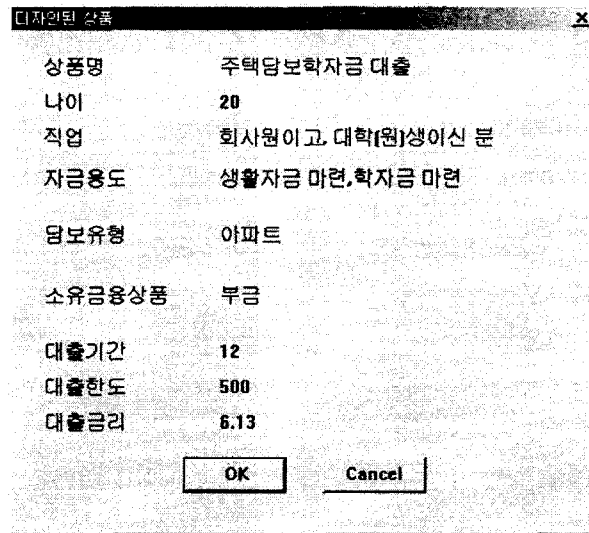 디자인된 상품 x
상품명 주택담보학자금 대출
나이 20
직업 회사원이고, 대학(원)생이신 분
자금용도 생활자금 마련,학자금 마련
담보유형 아파트
소유금융상품 부금
대출기간 12
대출한도 500
대출금리 6.13
OK Cancel